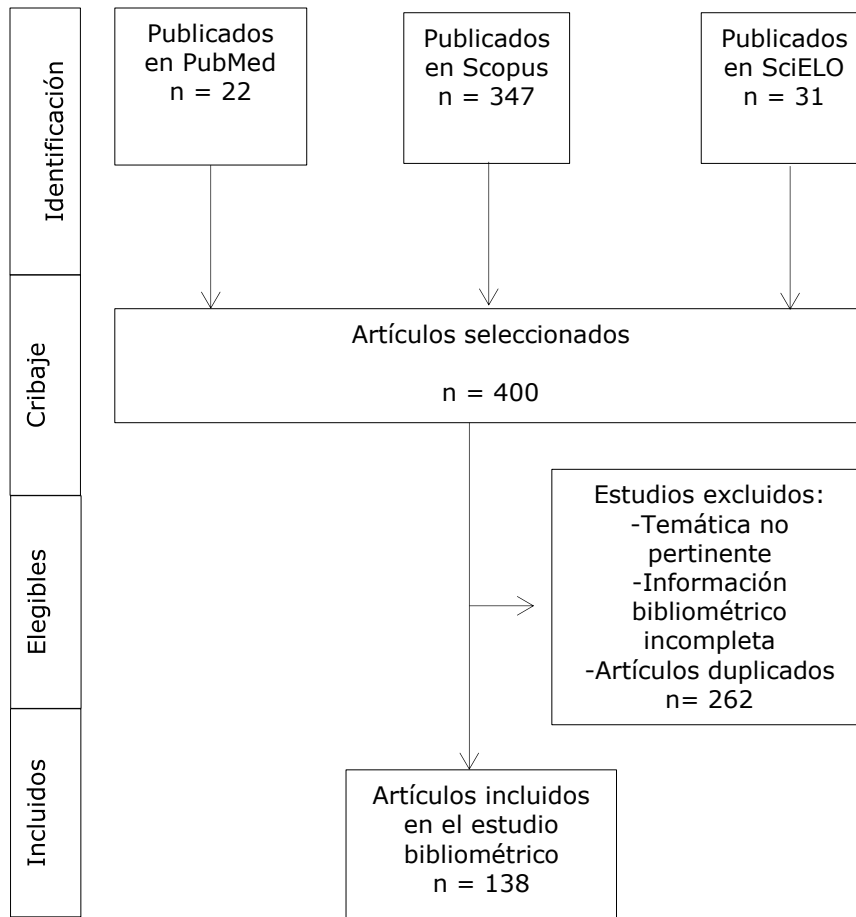 Identificación
Publicados
en PubMed
n = 22
Publicados
en Scopus
n = 347
Publicados
en SciELO
n = 31
Cribaje
Artículos seleccionados
n = 400
Elegibles
Estudios excluidos:
-Temática no
pertinente
-Información
bibliométrico
incompleta
-Artículos duplicados
n= 262
Incluidos
Artículos incluidos
en el estudio
bibliométrico
n = 138